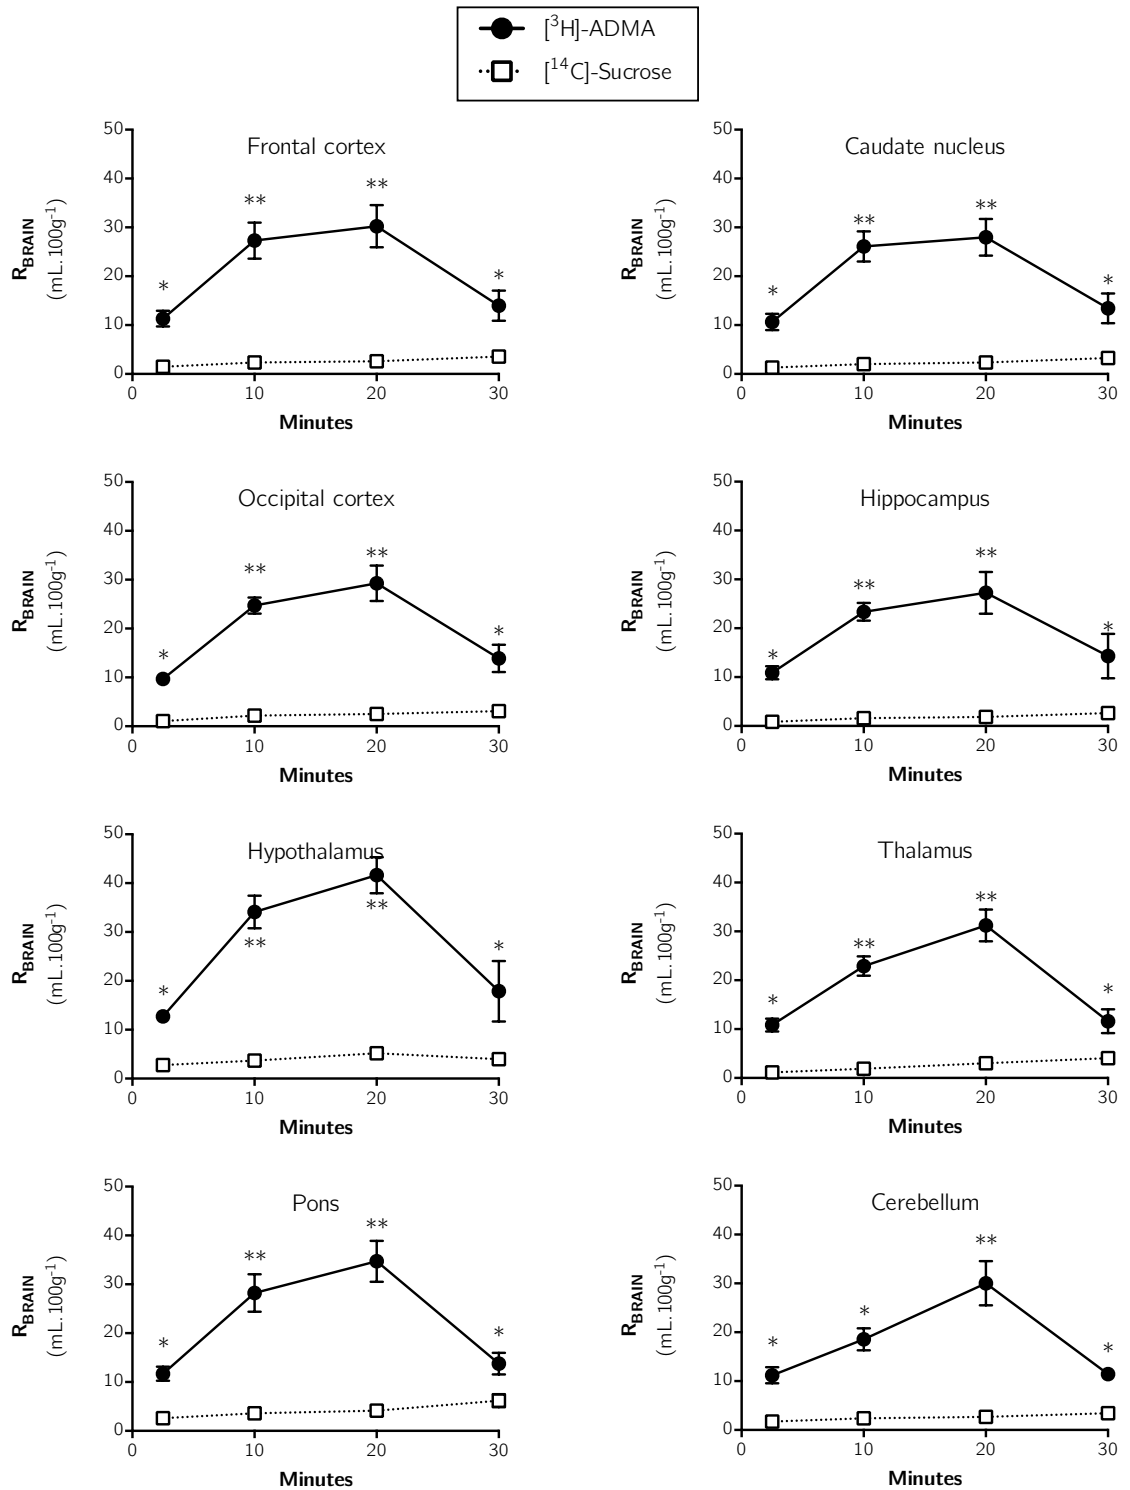 [³H]-ADMA
[¹⁴C]-Sucrose
Frontal cortex
R_BRAIN
(mL.100g⁻¹)
50
40
30
20
10
0
*
**
**
*
0 10 20 30
Minutes
Caudate nucleus
R_BRAIN
(mL.100g⁻¹)
50
40
30
20
10
0
*
**
**
*
0 10 20 30
Minutes
Occipital cortex
R_BRAIN
(mL.100g⁻¹)
50
40
30
20
10
0
*
**
**
*
0 10 20 30
Minutes
Hippocampus
R_BRAIN
(mL.100g⁻¹)
50
40
30
20
10
0
*
**
**
*
0 10 20 30
Minutes
Hypothalamus
R_BRAIN
(mL.100g⁻¹)
50
40
30
20
10
0
*
**
**
*
0 10 20 30
Minutes
Thalamus
R_BRAIN
(mL.100g⁻¹)
50
40
30
20
10
0
*
**
**
*
0 10 20 30
Minutes
Pons
R_BRAIN
(mL.100g⁻¹)
50
40
30
20
10
0
*
**
**
*
0 10 20 30
Minutes
Cerebellum
R_BRAIN
(mL.100g⁻¹)
50
40
30
20
10
0
*
*
**
*
0 10 20 30
Minutes